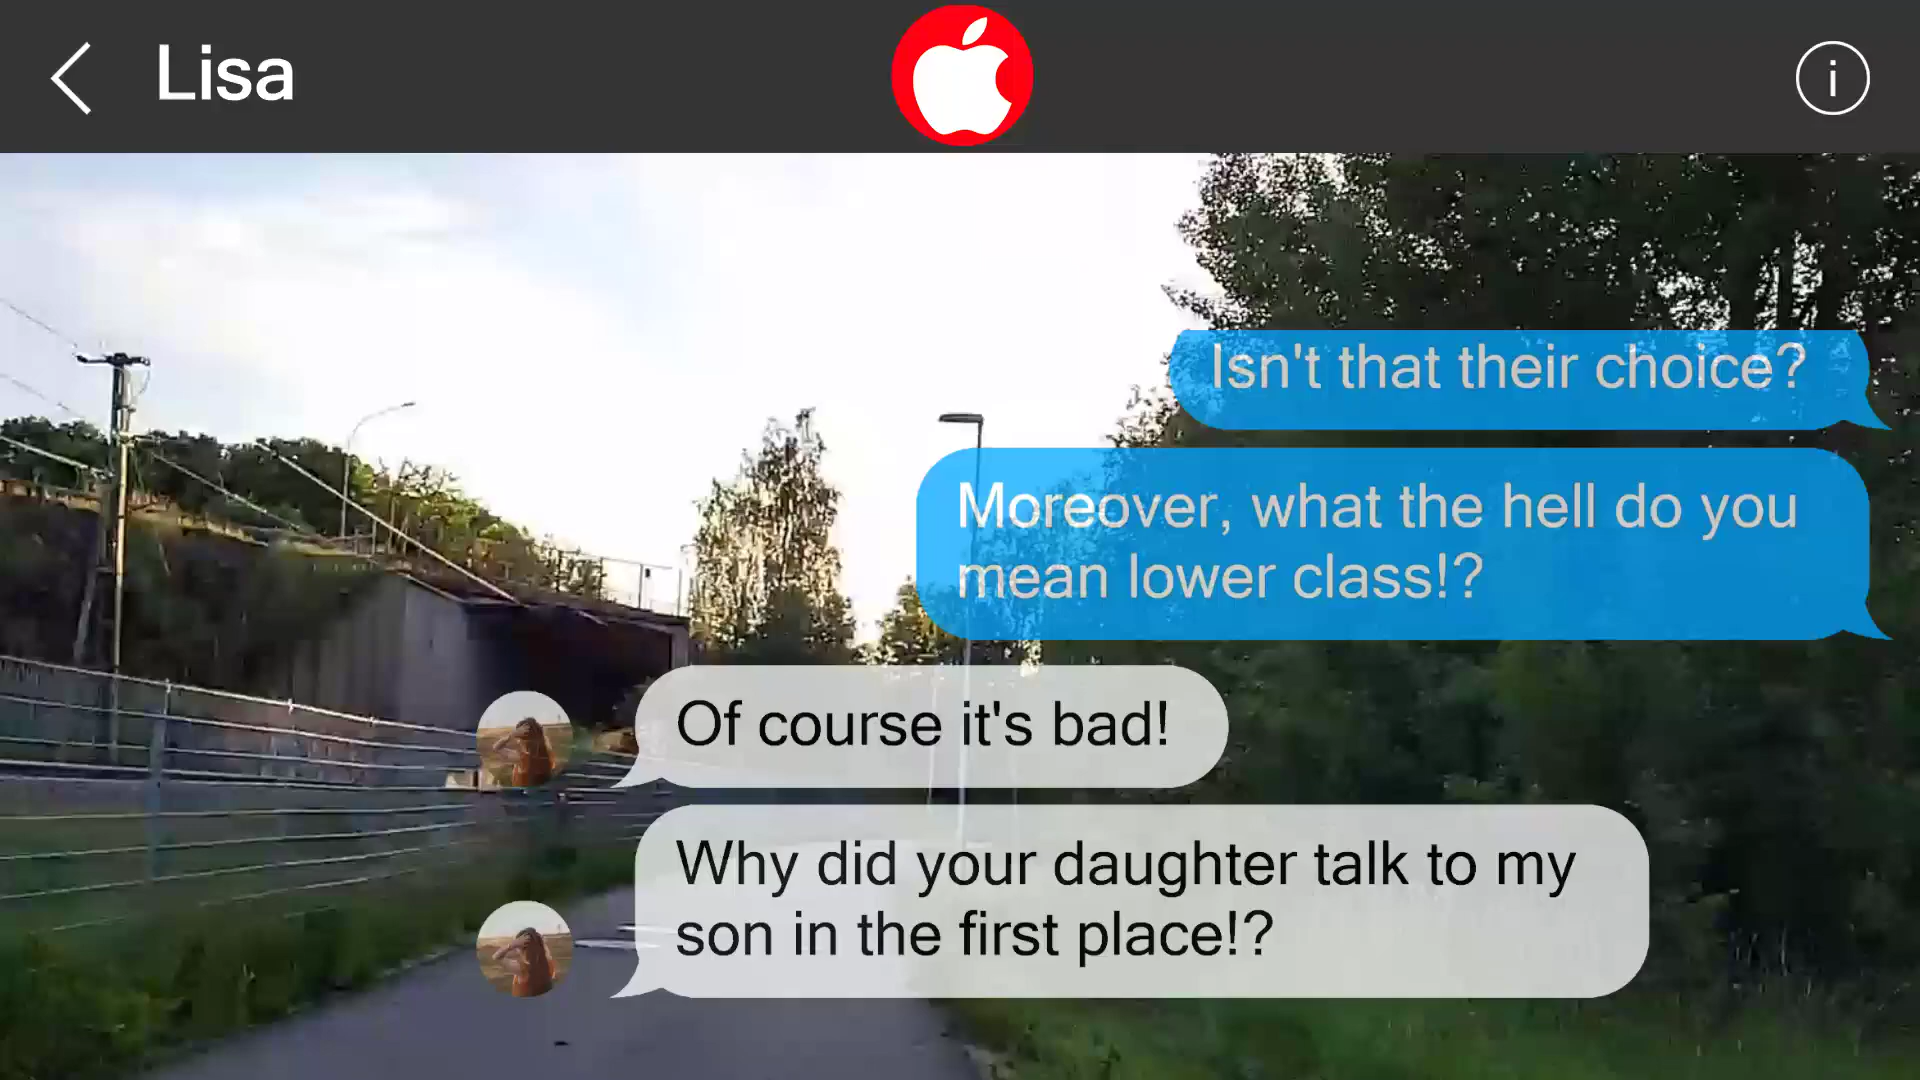 Lisa
i
Isn't that their choice?
Moreover, what the hell do you
mean lower class!?
Of course it's bad!
Why did your daughter talk to my
son in the first place!?